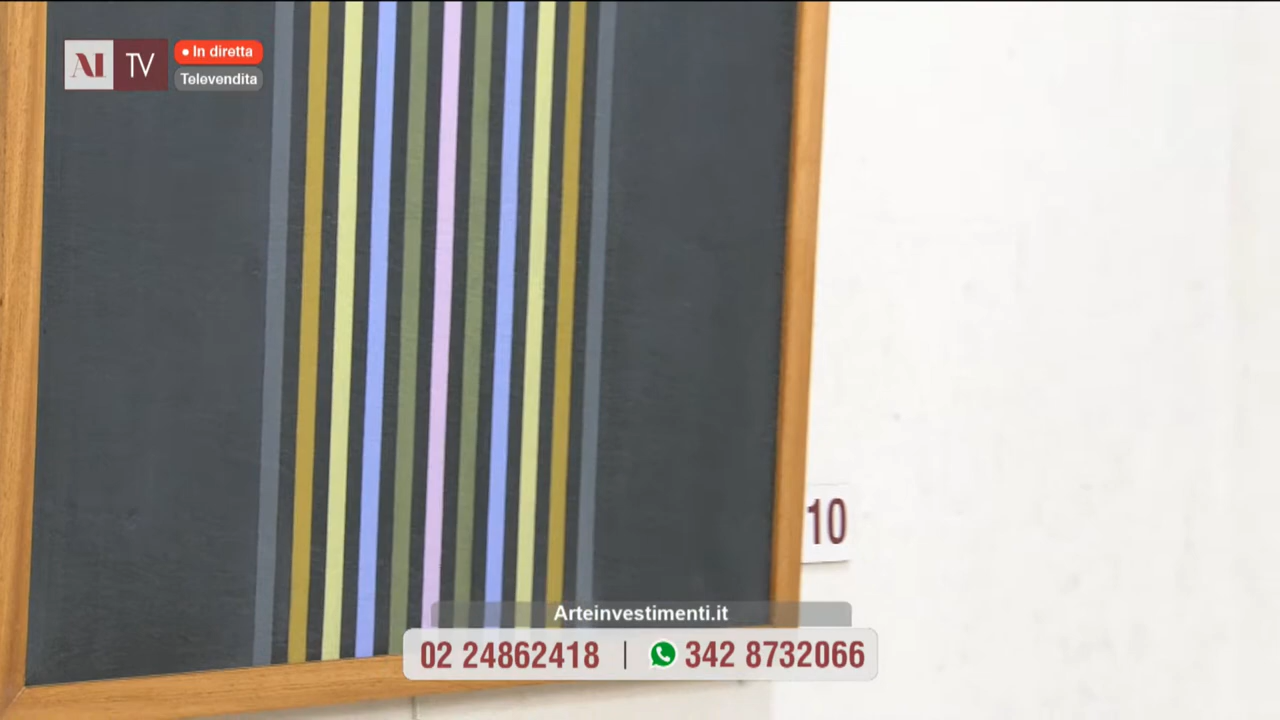 AI TV
In diretta
Televendita
10
Arteinvestimenti.it
02 24862418 | 342 8732066